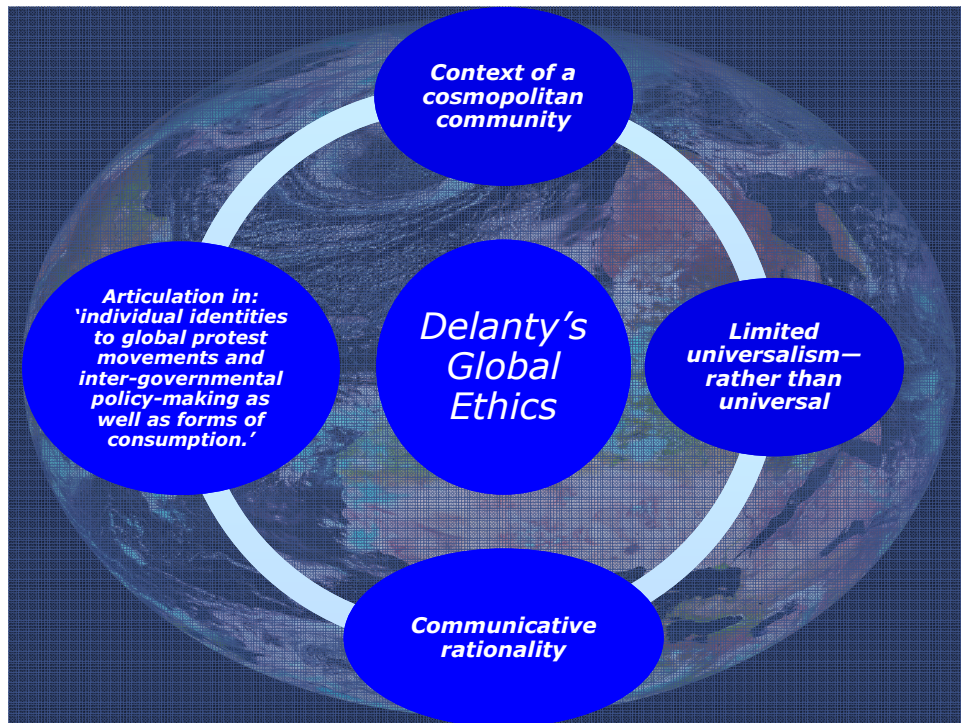 Context of a
cosmopolitan
community
Articulation in:
‘individual identities
to global protest
movements and
inter-governmental
policy-making as
well as forms of
consumption.’
Delanty’s
Global
Ethics
Limited
universalism—
rather than
universal
Communicative
rationality